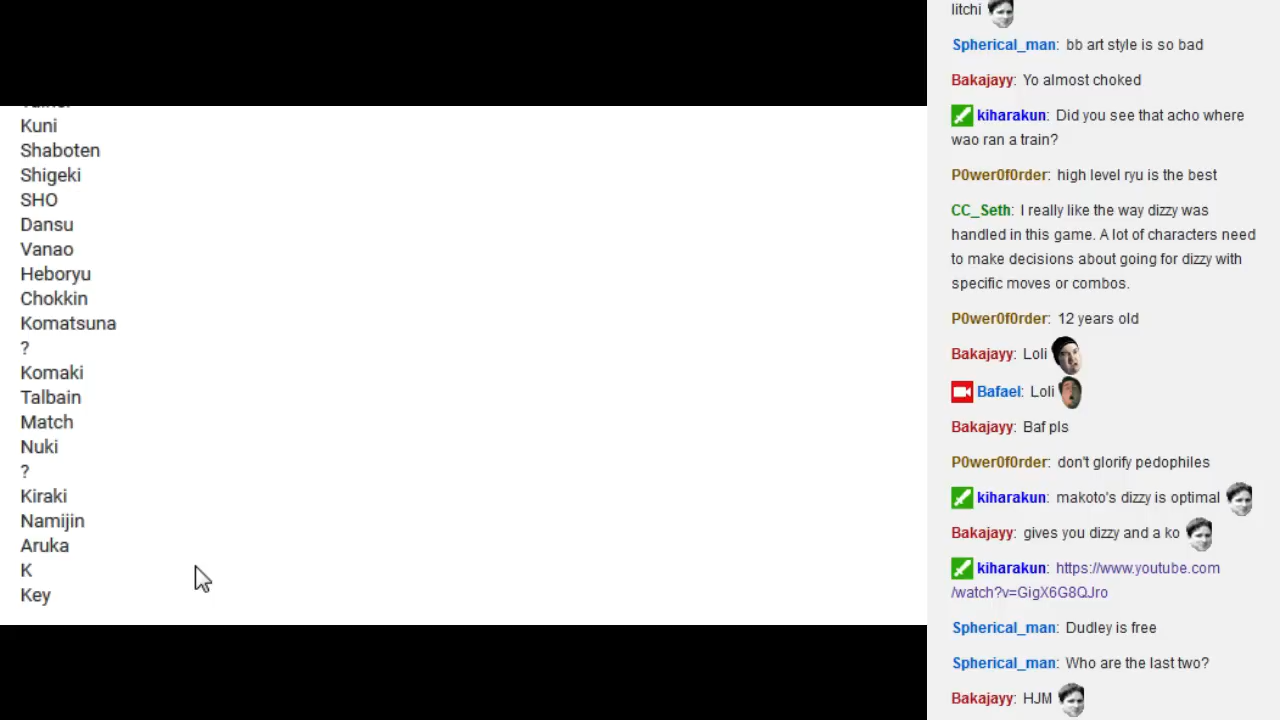 Kuni
Shaboten
Shigeki
SHO
Dansu
Vanao
Heboryu
Chokkin
Komatsuna
?
Komaki
Talbain
Match
Nuki
?
Kiraki
Namijin
Aruka
K
Key
litchi
Spherical_man: bb art style is so bad
Bakajayy: Yo almost choked
kiharakun: Did you see that acho where
wao ran a train?
P0wer0f0rder: high level ryu is the best
CC_Seth: I really like the way dizzy was
handled in this game. A lot of characters need
to make decisions about going for dizzy with
specific moves or combos.
P0wer0f0rder: 12 years old
Bakajayy: Loli
Bafael: Loli
Bakajayy: Baf pls
P0wer0f0rder: don't glorify pedophiles
kiharakun: makoto's dizzy is optimal
Bakajayy: gives you dizzy and a ko
kiharakun: https://www.youtube.com
/watch?v=GigX6G8QJro
Spherical_man: Dudley is free
Spherical_man: Who are the last two?
Bakajayy: HJM